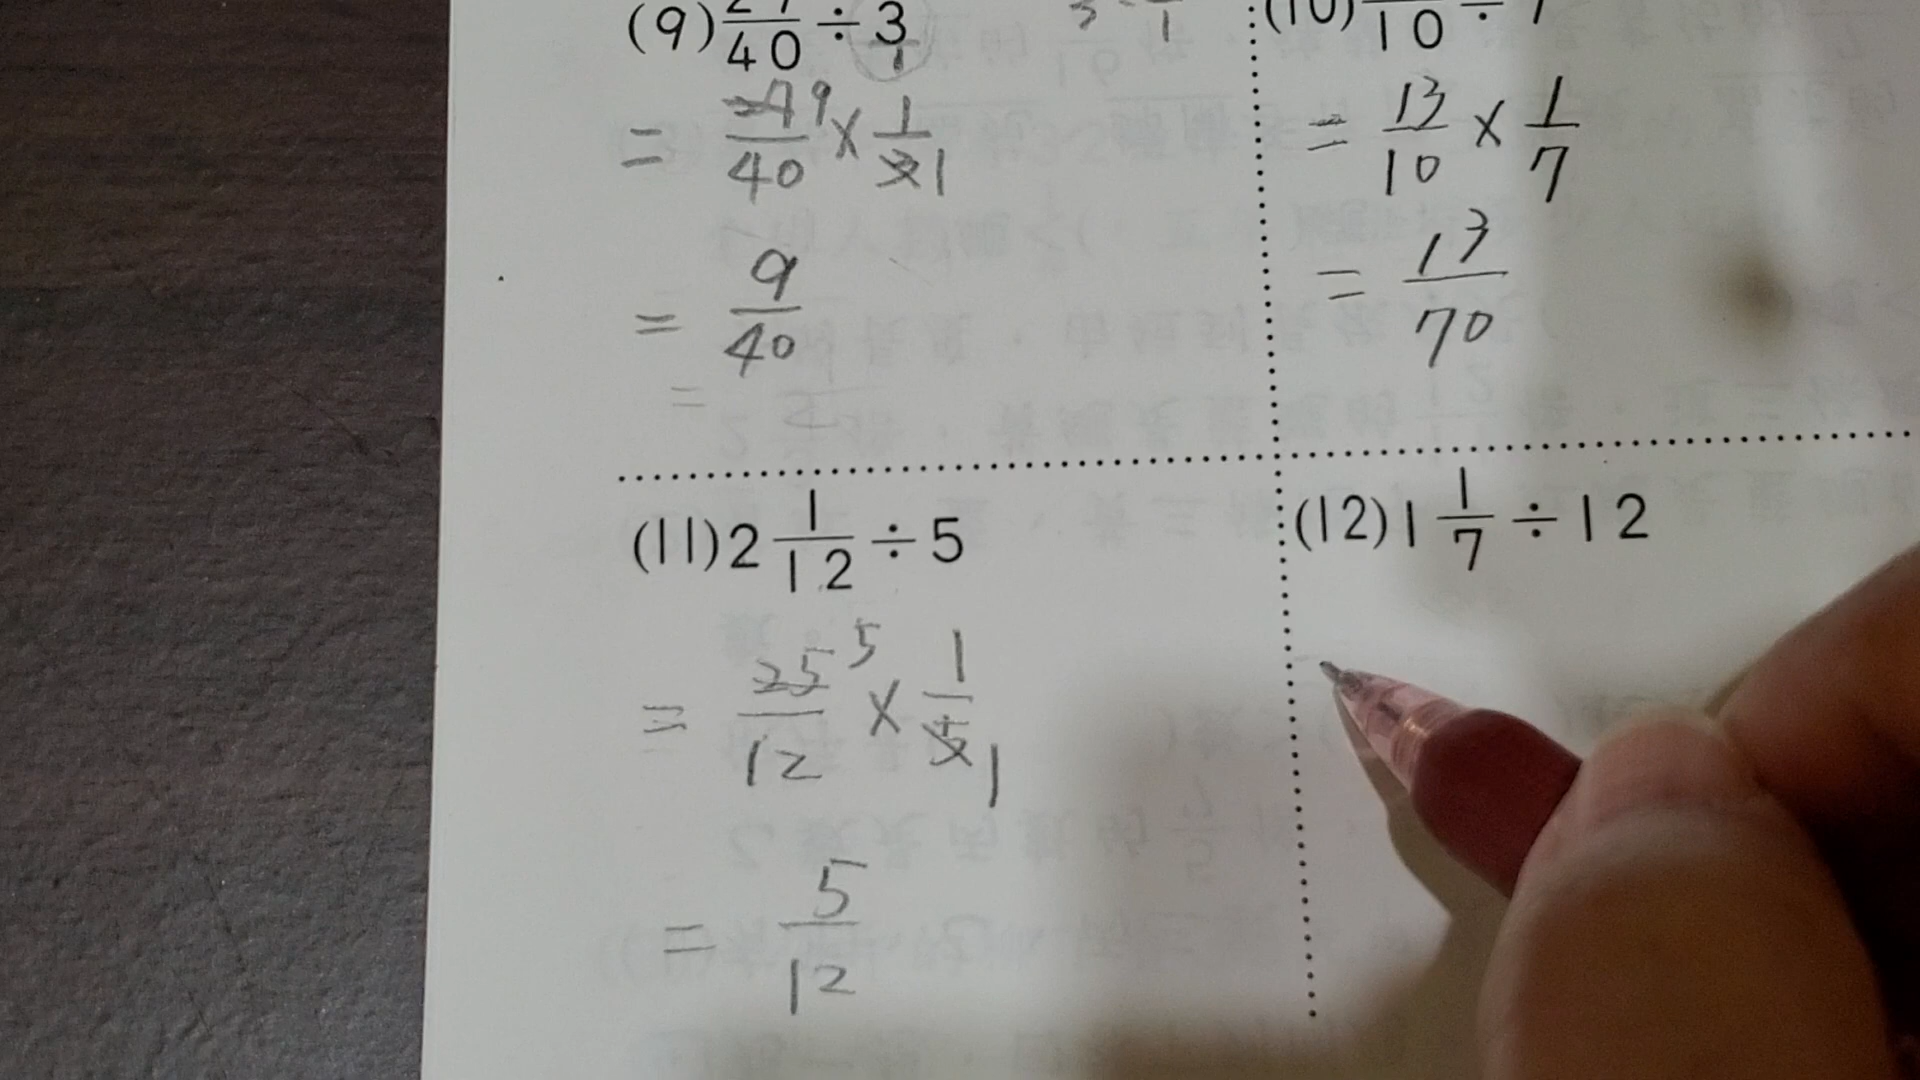 (9) 27/40 ÷ 3
= 27/40 9 × 1/3 1
= 9/40
=
(10) /10 ÷ 7
= 13/10 × 1/7
= 13/70
(11) 2 1/12 ÷ 5
= 25/12 5 × 1/5 1
= 5/12
(12) 1 1/7 ÷ 12